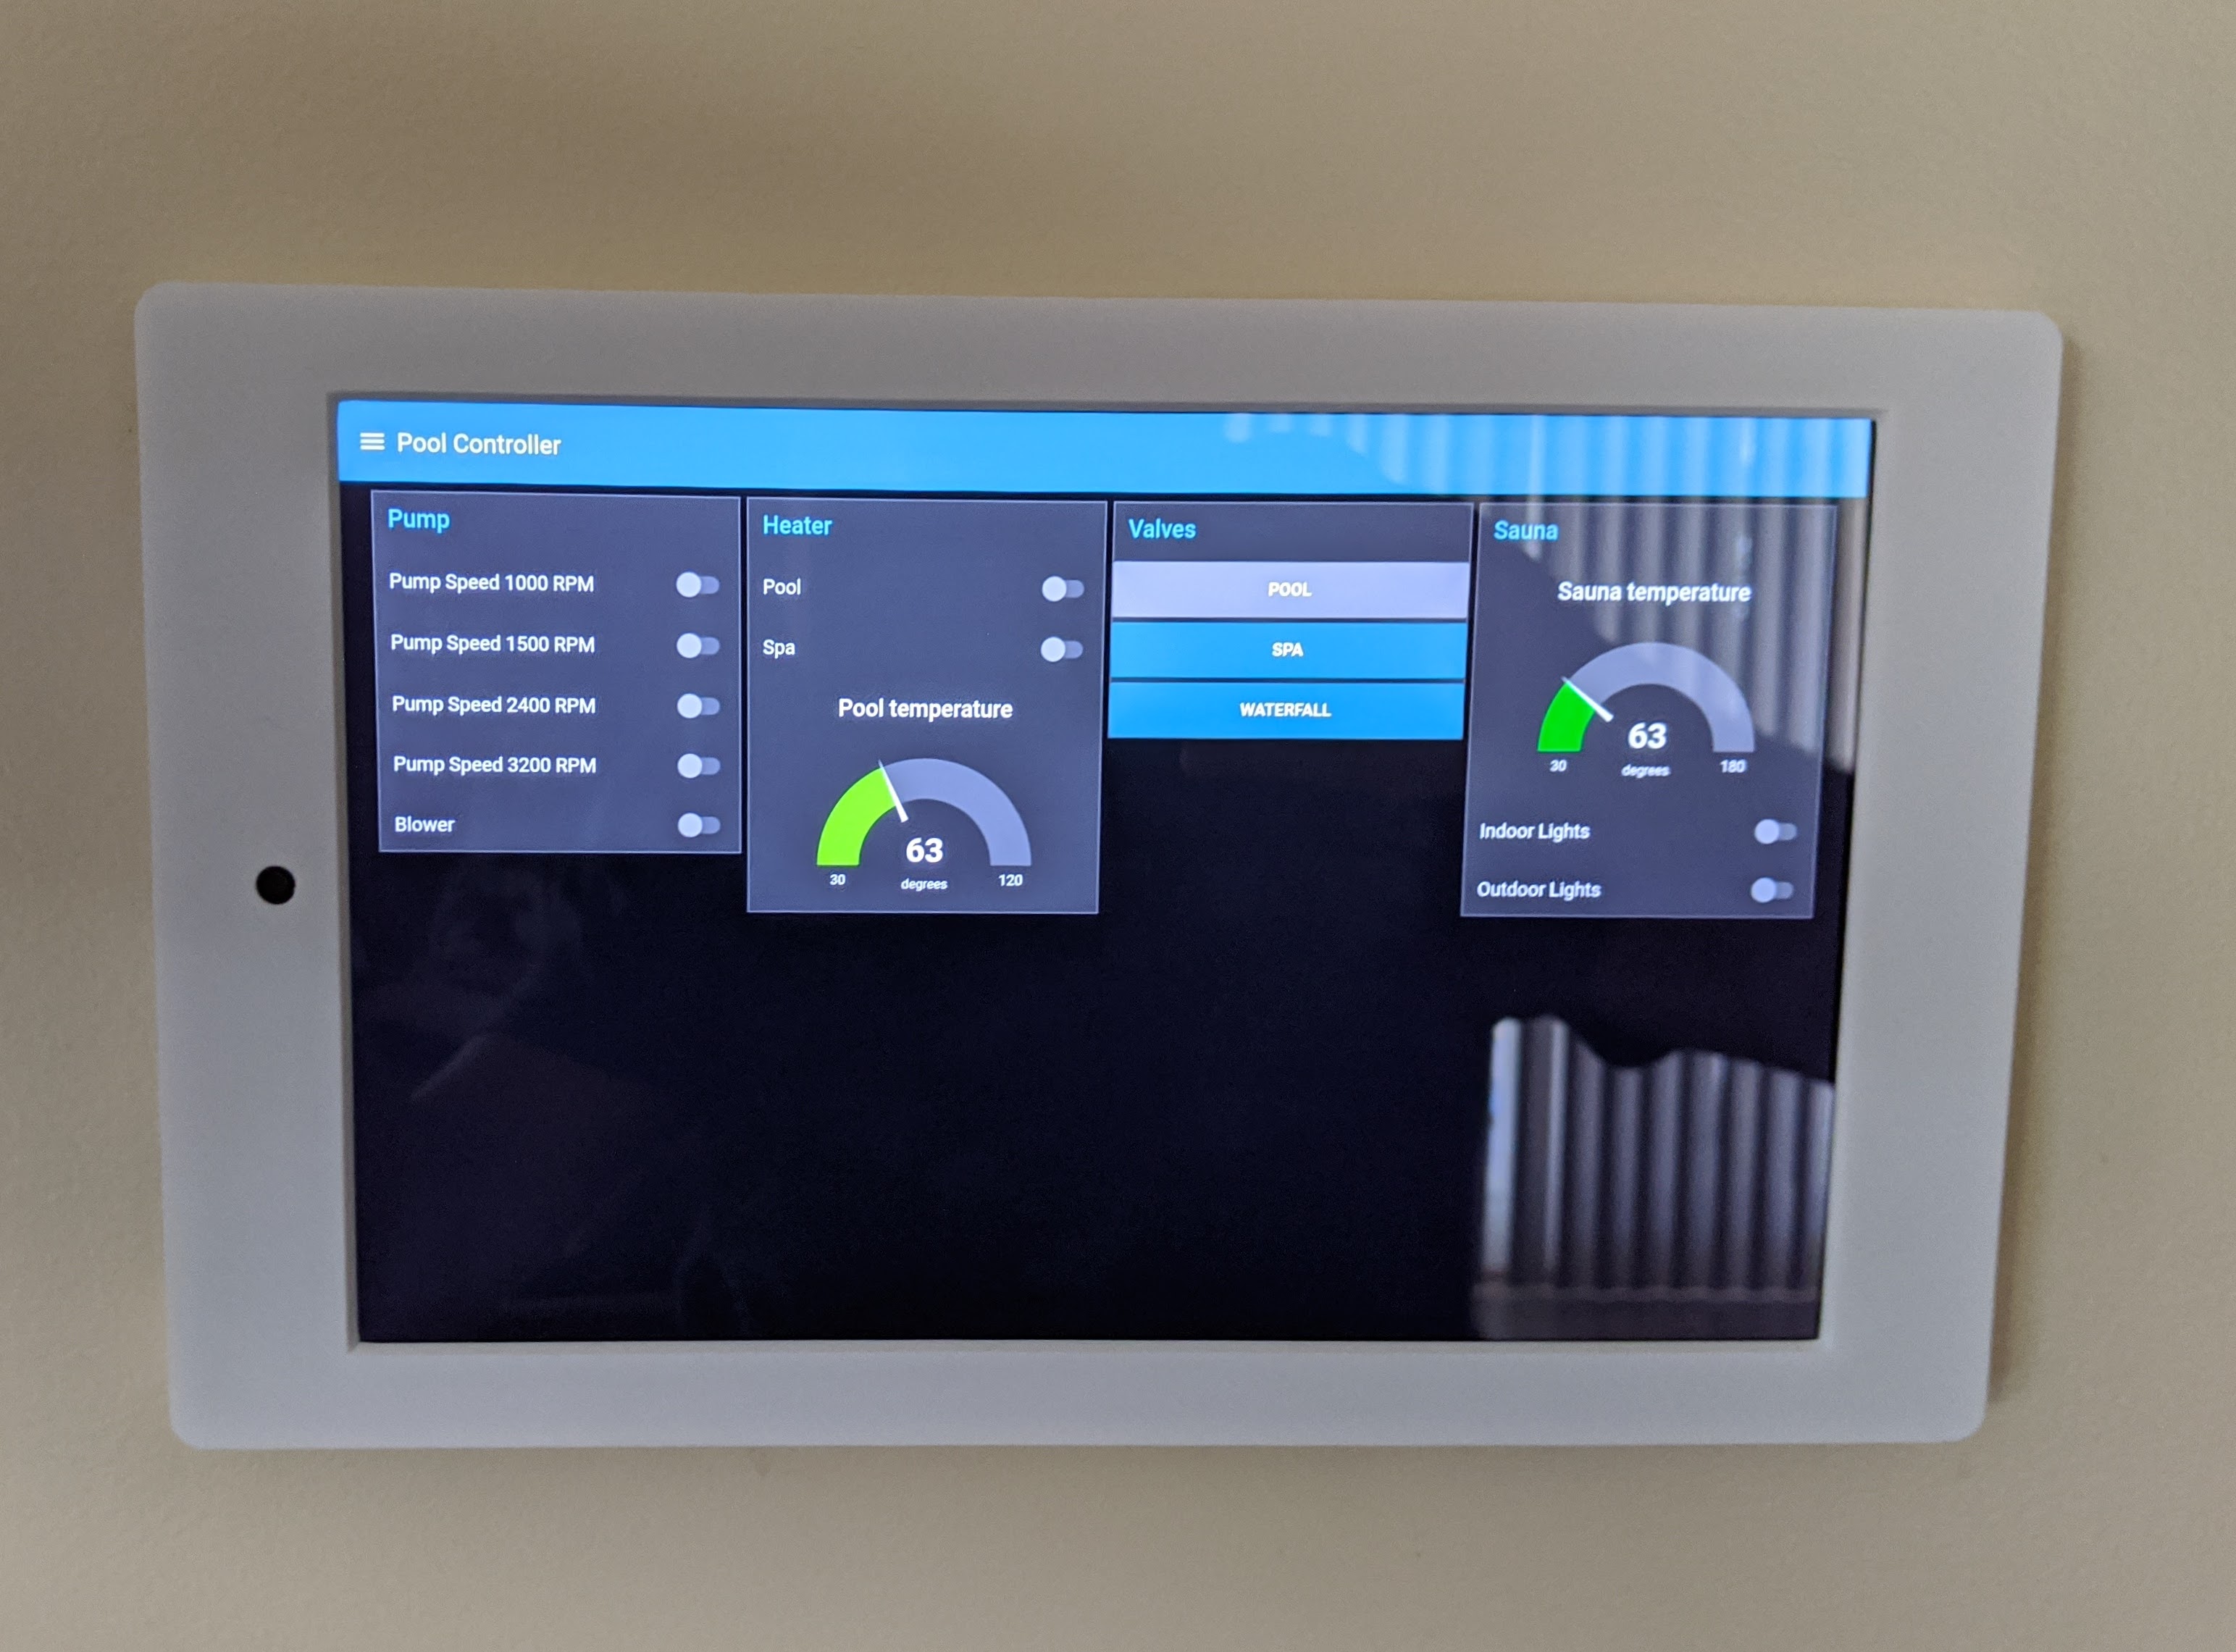 Pool Controller
Pump
Pump Speed 1000 RPM
Pump Speed 1500 RPM
Pump Speed 2400 RPM
Pump Speed 3200 RPM
Blower
Heater
Pool
Spa
Pool temperature
63
30
degrees
120
Valves
POOL
SPA
WATERFALL
Sauna
Sauna temperature
63
30
degrees
180
Indoor Lights
Outdoor Lights